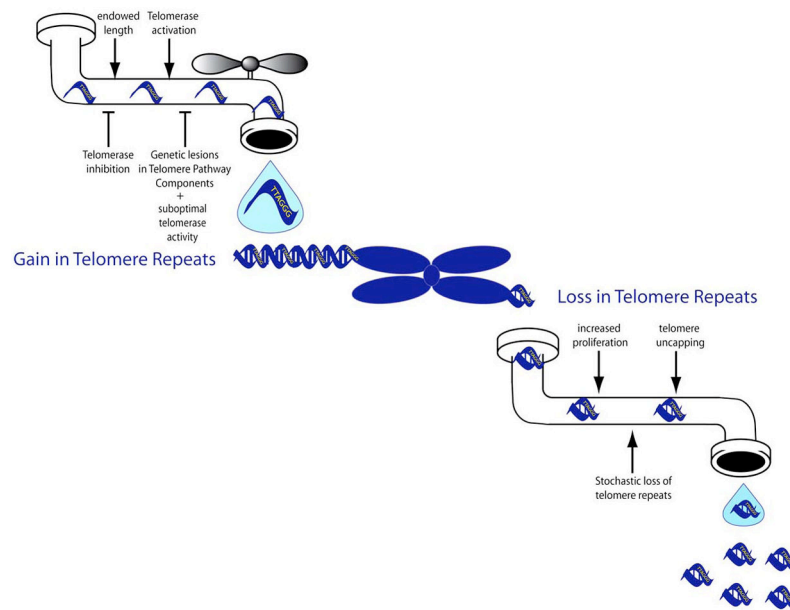 endowed
length
Telomerase
activation
Telomerase
inhibition
Genetic lesions
in Telomere Pathway
Components
+
suboptimal
telomerase
activity
TTAGGG
Gain in Telomere Repeats
Loss in Telomere Repeats
increased
proliferation
telomere
uncapping
Stochastic loss of
telomere repeats